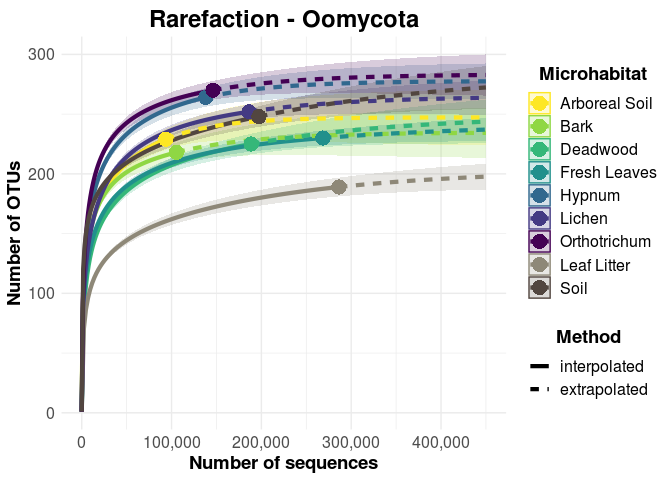 Rarefaction - Oomycota
Number of OTUs
300
200
100
0
0
100,000
200,000
300,000
400,000
Number of sequences
Microhabitat
Arboreal Soil
Bark
Deadwood
Fresh Leaves
Hypnum
Lichen
Orthotrichum
Leaf Litter
Soil
Method
interpolated
extrapolated